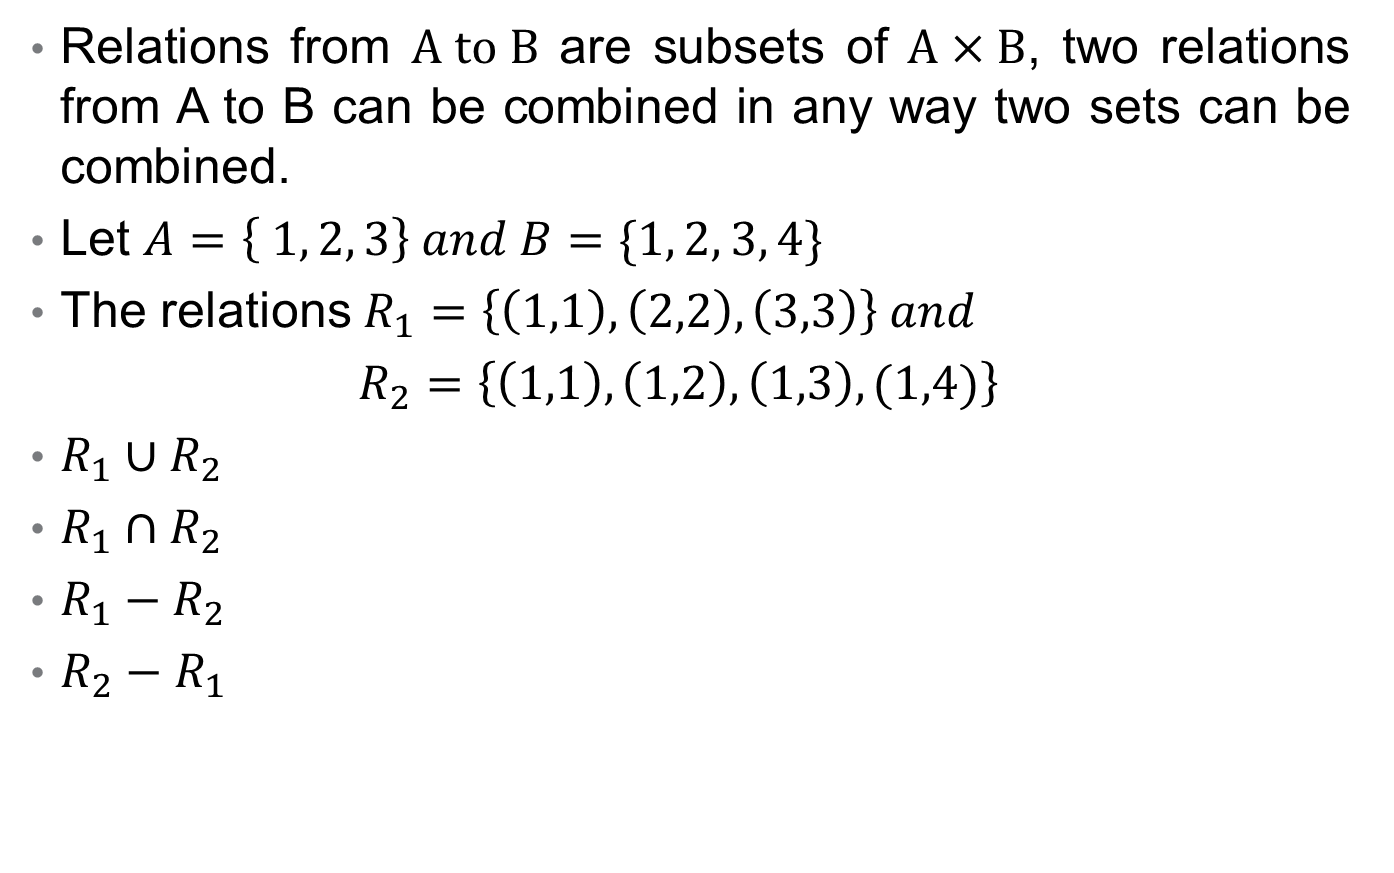 • Relations from A to B are subsets of A × B, two relations
from A to B can be combined in any way two sets can be
combined.
• Let A = { 1, 2, 3} and B = {1, 2, 3, 4}
• The relations R₁ = {(1,1), (2,2), (3,3)} and
R₂ = {(1,1), (1,2), (1,3), (1,4)}
• R₁ ∪ R₂
• R₁ ∩ R₂
• R₁ − R₂
• R₂ − R₁